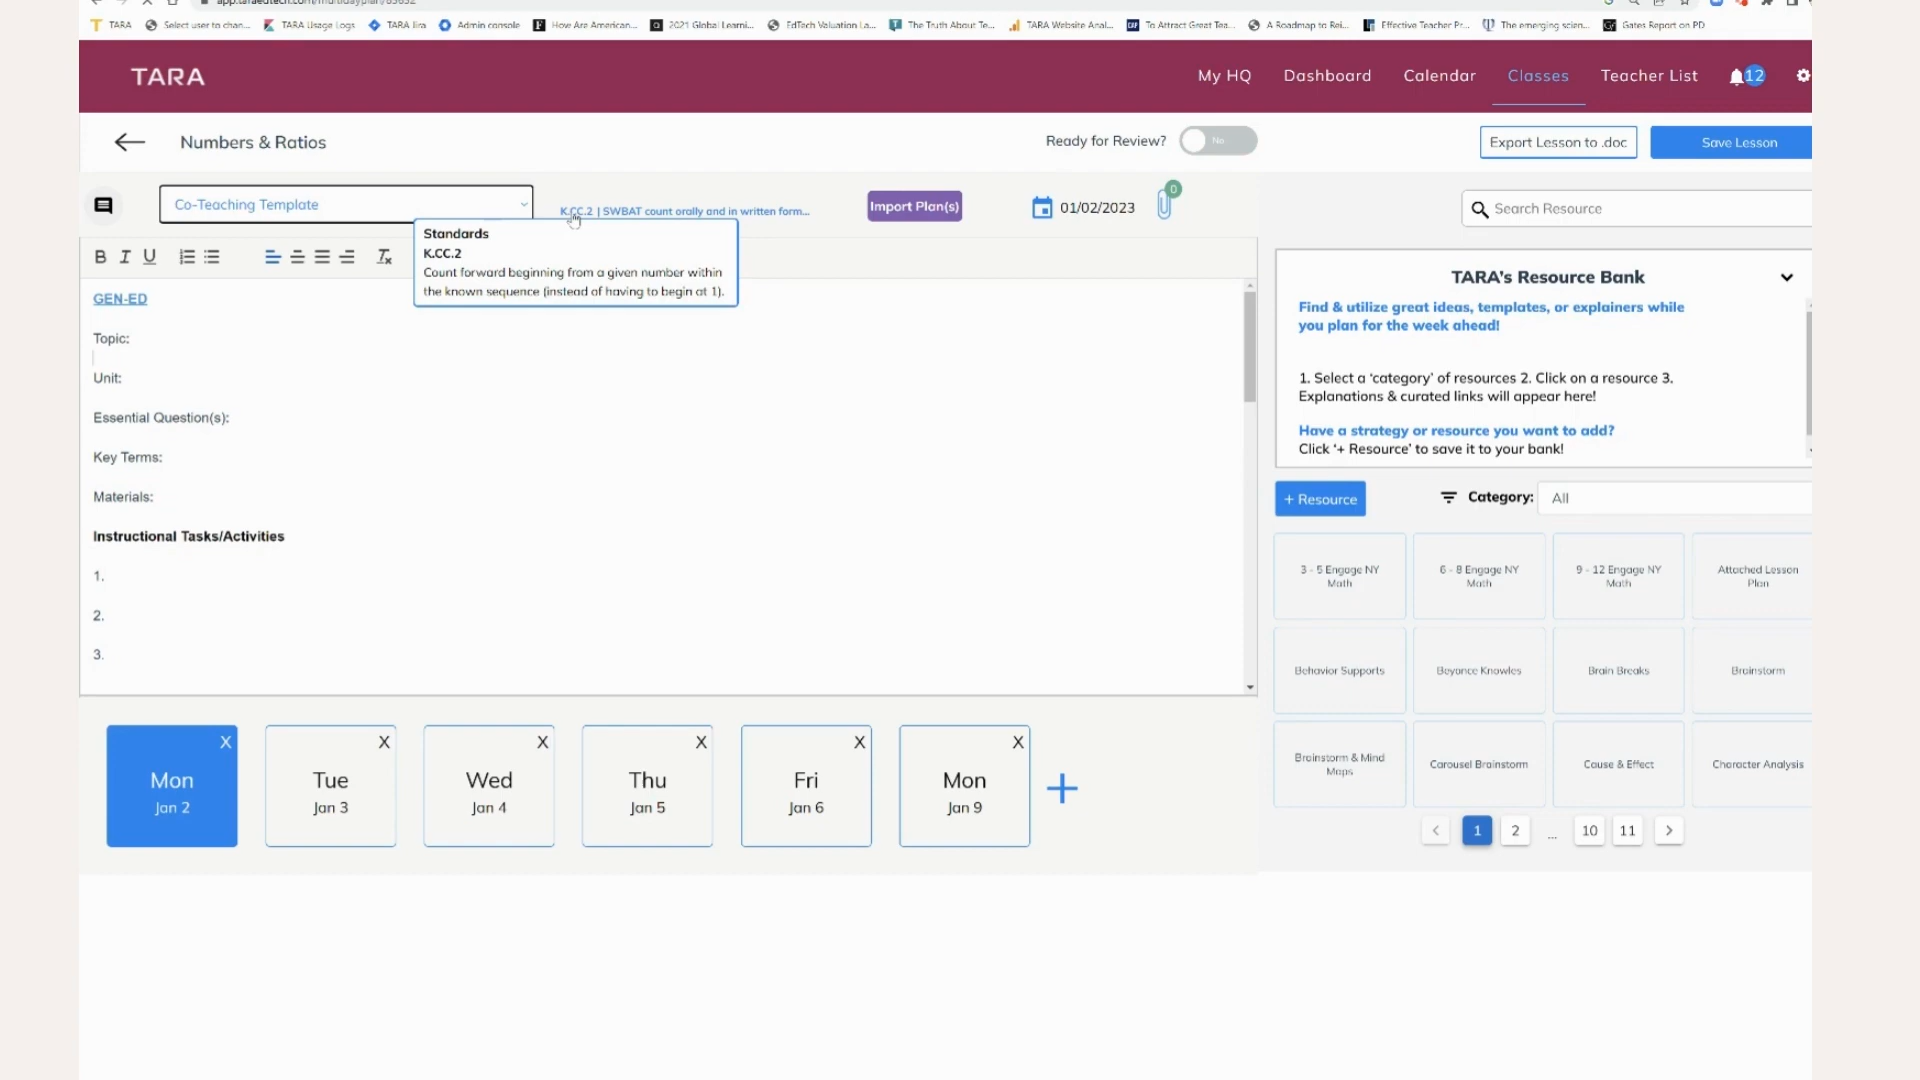 TARA
Select user to chan...
TARA Usage Logs
TARA Jira
Admin console
How Are American...
2021 Global Learni...
EdTech Valuation La...
The Truth About Te...
TARA Website Anal...
To Attract Great Tea...
A Roadmap to Rei...
Effective Teacher Pr...
The emerging scien...
Gates Report on PD
TARA
My HQ
Dashboard
Calendar
Classes
Teacher List
12
Numbers & Ratios
Ready for Review?
No
Export Lesson to .doc
Save Lesson
Co-Teaching Template
K.CC.2 | SWBAT count orally and in written form...
Import Plan(s)
01/02/2023
0
Search Resource
Standards
K.CC.2
Count forward beginning from a given number within
the known sequence (instead of having to begin at 1).
GEN-ED
Topic:
Unit:
Essential Question(s):
Key Terms:
Materials:
Instructional Tasks/Activities
1.
2.
3.
TARA's Resource Bank
Find & utilize great ideas, templates, or explainers while
you plan for the week ahead!
1. Select a 'category' of resources 2. Click on a resource 3.
Explanations & curated links will appear here!
Have a strategy or resource you want to add?
Click '+ Resource' to save it to your bank!
+ Resource
Category:
All
3 - 5 Engage NY
Math
6 - 8 Engage NY
Math
9 - 12 Engage NY
Math
Attached Lesson
Plan
Behavior Supports
Beyonce Knowles
Brain Breaks
Brainstorm
Brainstorm & Mind
Maps
Carousel Brainstorm
Cause & Effect
Character Analysis
1
2
...
10
11
X
Mon
Jan 2
X
Tue
Jan 3
X
Wed
Jan 4
X
Thu
Jan 5
X
Fri
Jan 6
X
Mon
Jan 9